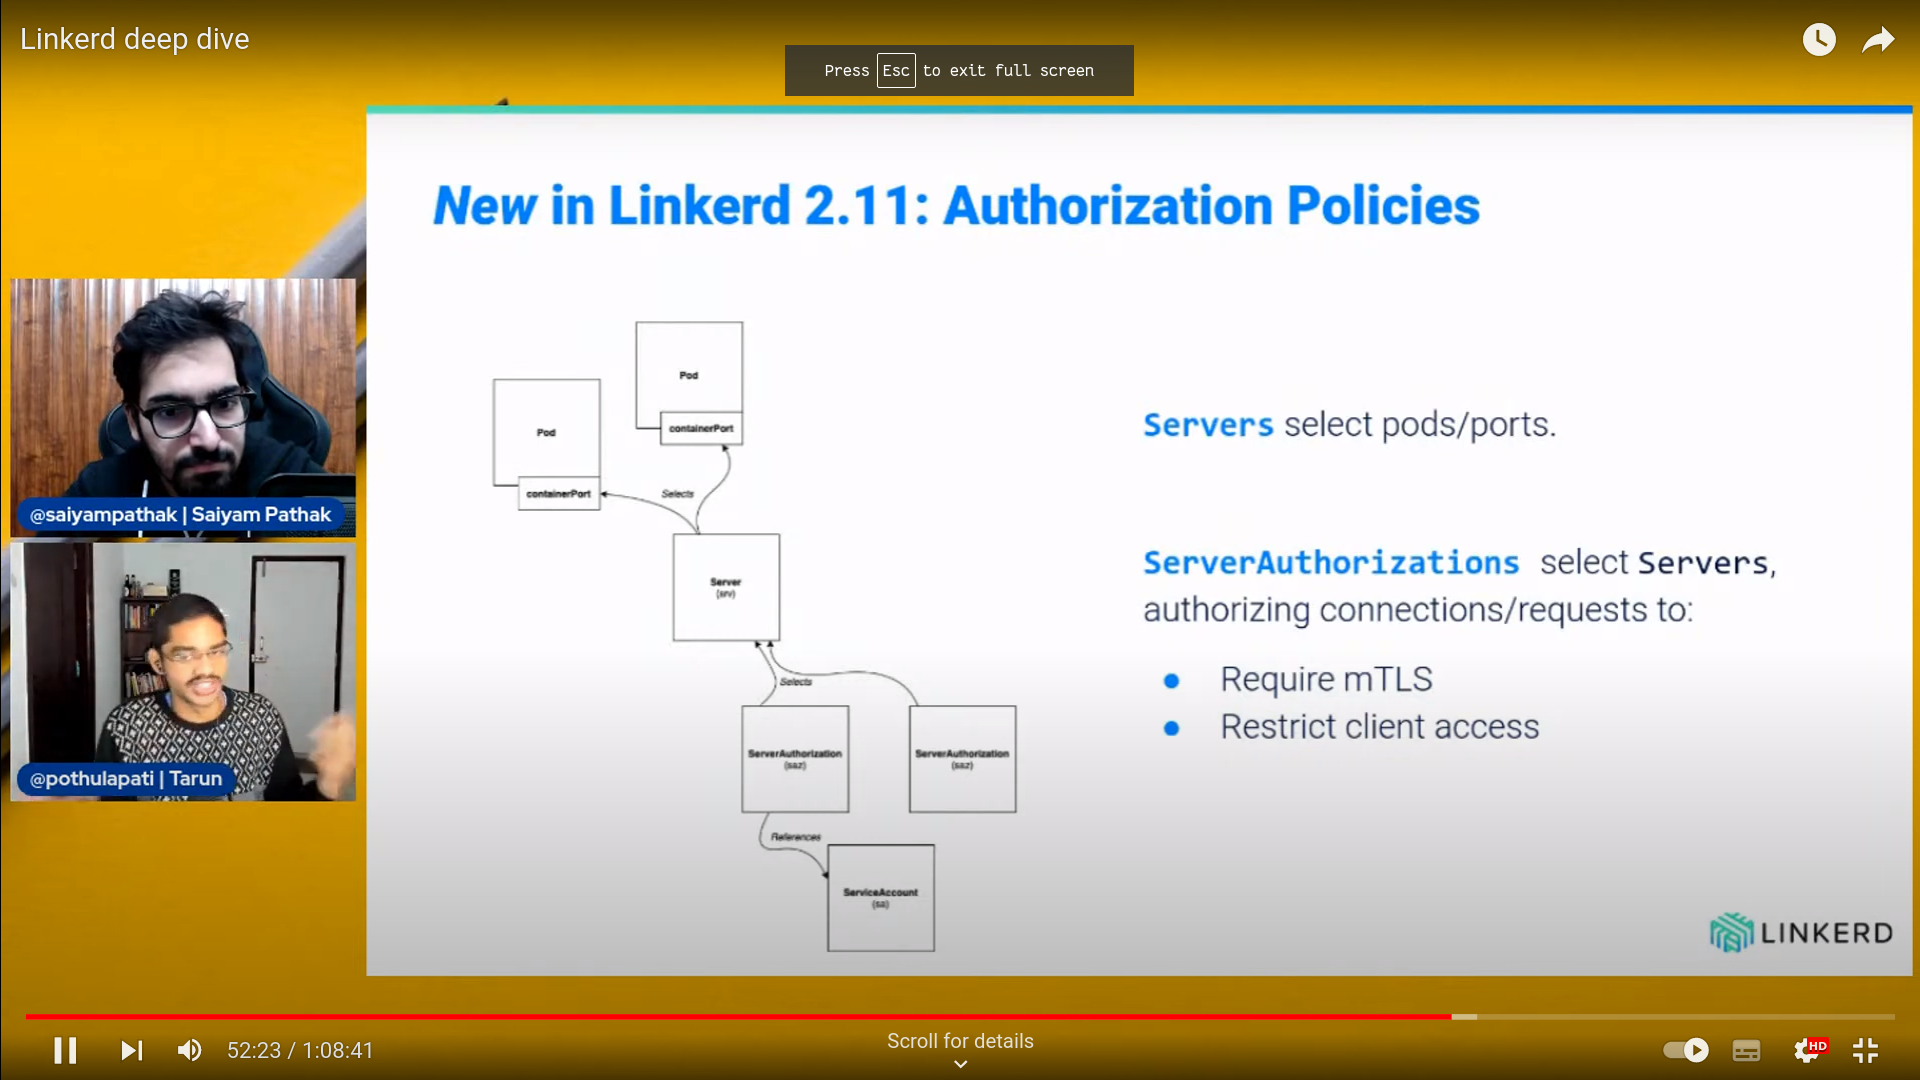 Linkerd deep dive
Press Esc to exit full screen
New in Linkerd 2.11: Authorization Policies
Pod
containerPort
Pod
containerPort
Selects
Server
(srv)
Selects
ServerAuthorization
(saz)
ServerAuthorization
(saz)
References
ServiceAccount
(sa)
Servers select pods/ports.
ServerAuthorizations select Servers,
authorizing connections/requests to:
● Require mTLS
● Restrict client access
LINKERD
@saiyampathak | Saiyam Pathak
@pothulapati | Tarun
52:23 / 1:08:41
Scroll for details
HD